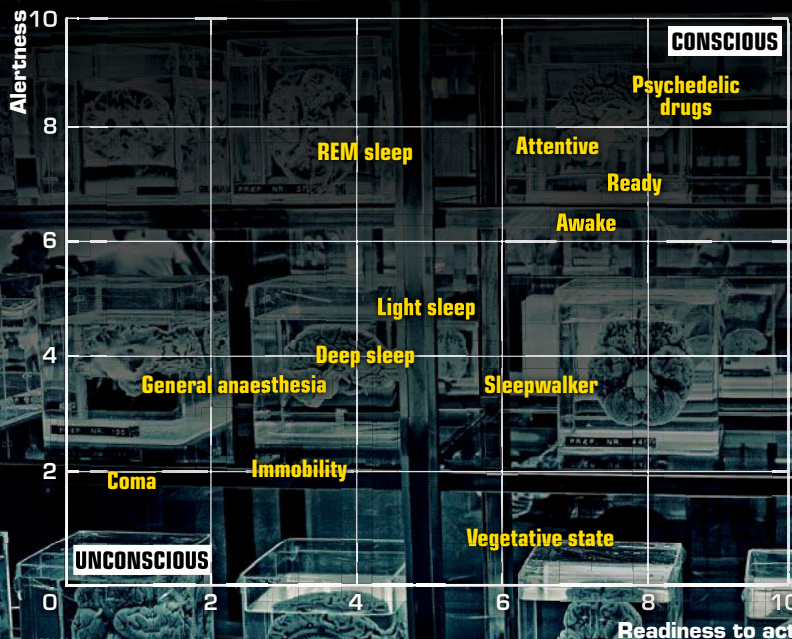 Alertness
10
CONSCIOUS
Psychedelic
drugs
8
REM sleep
Attentive
Ready
Awake
6
Light sleep
4
Deep sleep
General anaesthesia
Sleepwalker
2
Immobility
Coma
Vegetative state
UNCONSCIOUS
0 2 4 6 8 10
Readiness to act